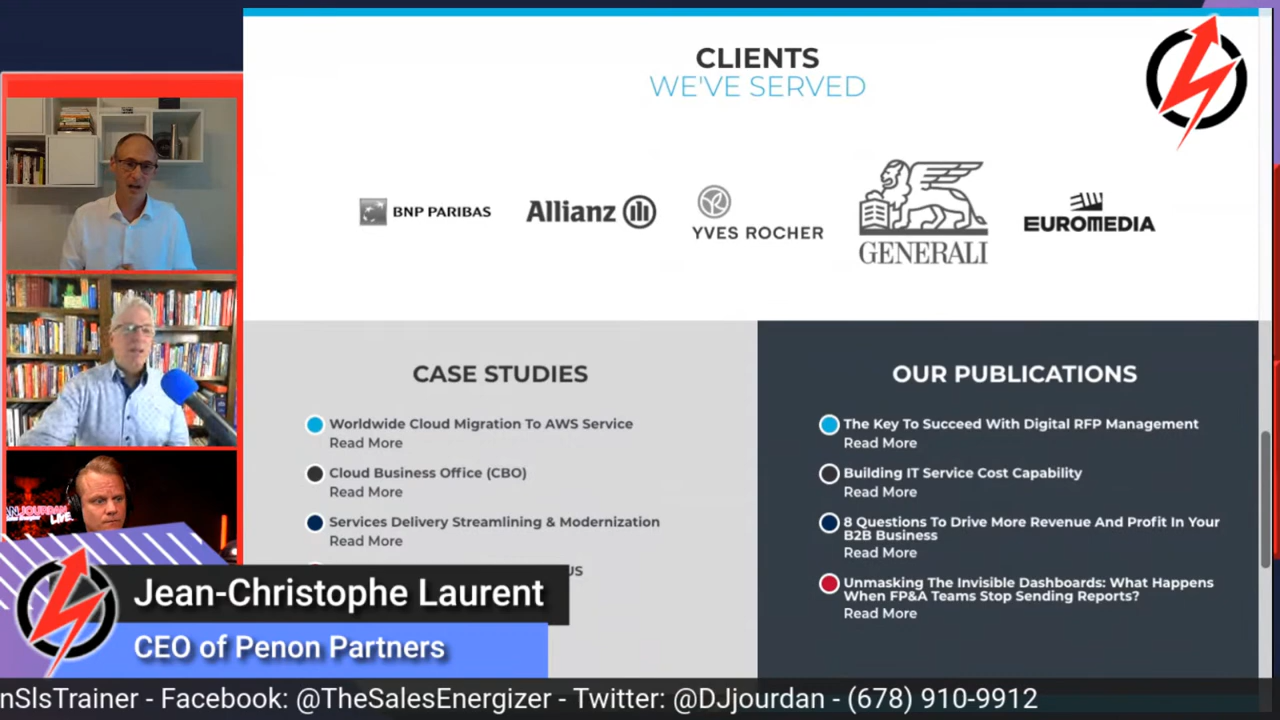 CLIENTS
WE'VE SERVED
BNP PARIBAS
Allianz
YVES ROCHER
GENERALI
EUROMEDIA
CASE STUDIES
Worldwide Cloud Migration To AWS Service
Read More
Cloud Business Office (CBO)
Read More
Services Delivery Streamlining & Modernization
Read More
US
OUR PUBLICATIONS
The Key To Succeed With Digital RFP Management
Read More
Building IT Service Cost Capability
Read More
8 Questions To Drive More Revenue And Profit In Your
B2B Business
Read More
Unmasking The Invisible Dashboards: What Happens
When FP&A Teams Stop Sending Reports?
Read More
JOURDAN
LIVE
Jean-Christophe Laurent
CEO of Penon Partners
nSlsTrainer - Facebook: @TheSalesEnergizer - Twitter: @DJjourdan - (678) 910-9912